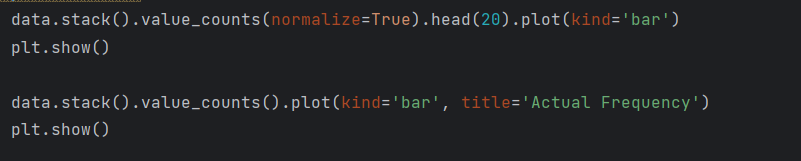 data.stack().value_counts(normalize=True).head(20).plot(kind='bar')
plt.show()
data.stack().value_counts().plot(kind='bar', title='Actual Frequency')
plt.show()